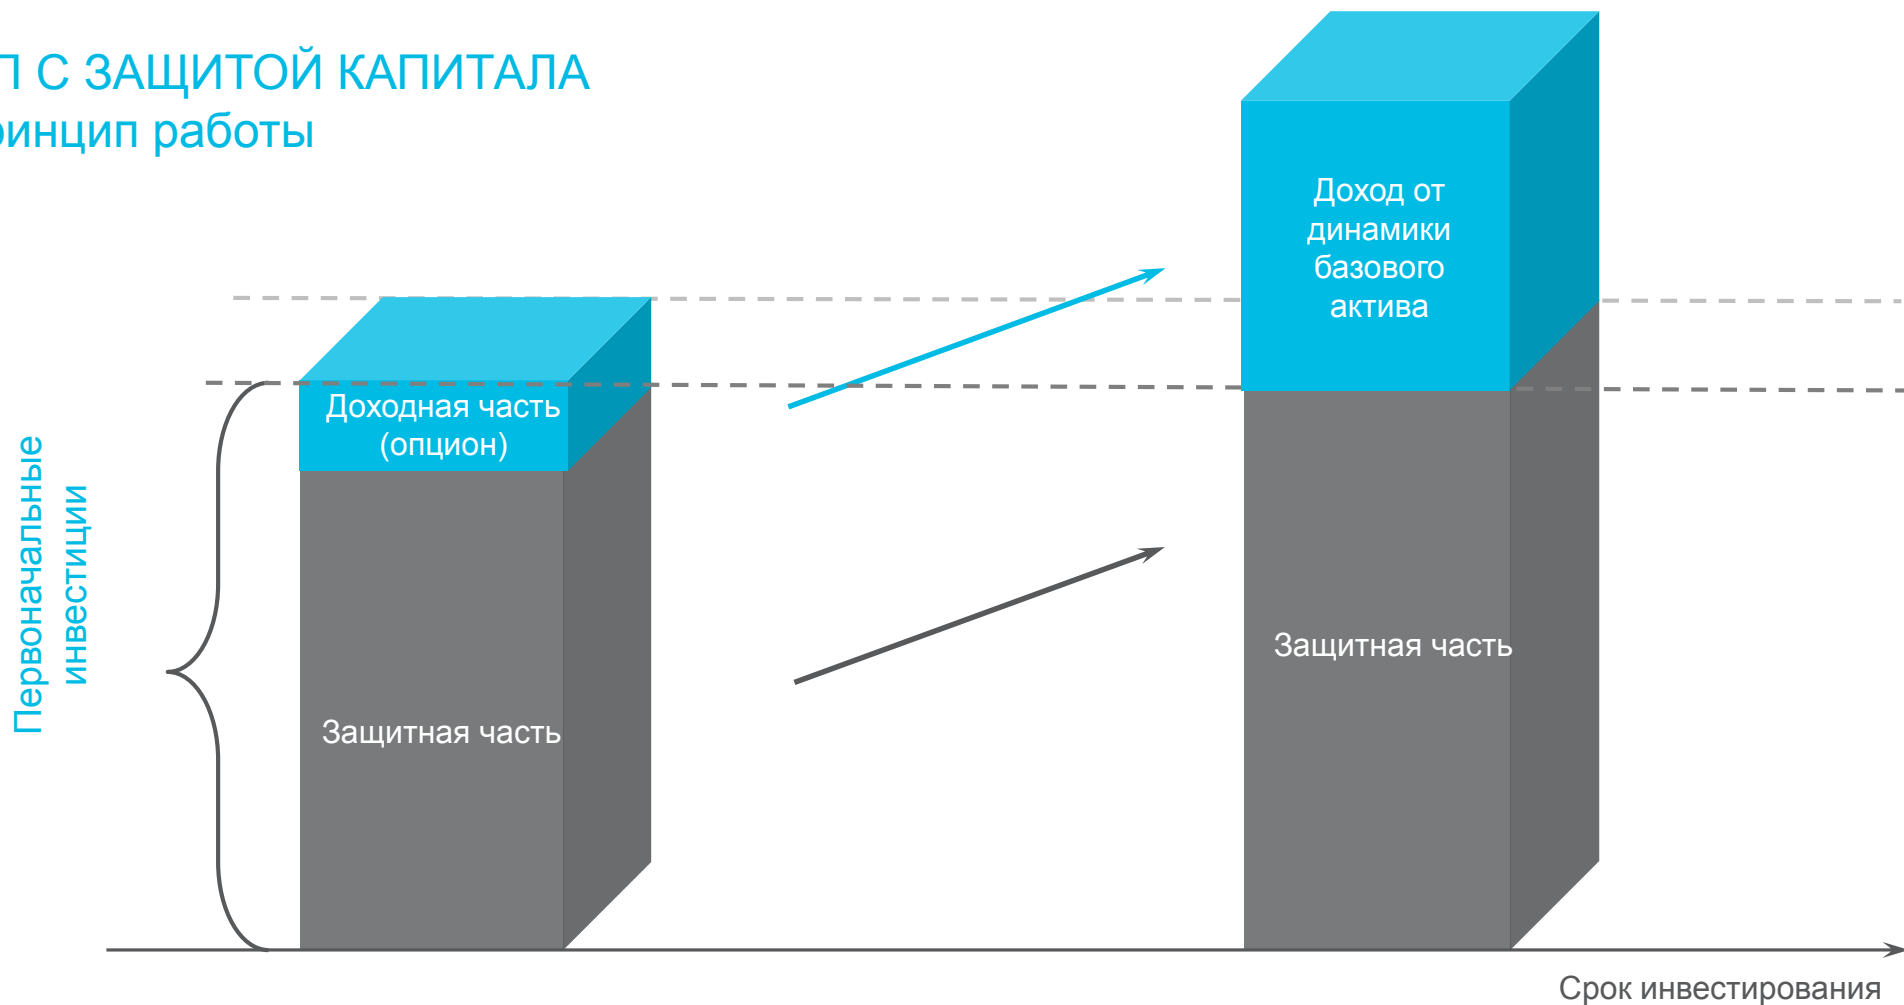 П С ЗАЩИТОЙ КАПИТАЛА
ринцип работы
Доход от
динамики
базового
актива
Доходная часть
(опцион)
Первоначальные
инвестиции
Защитная часть
Защитная часть
Срок инвестирования